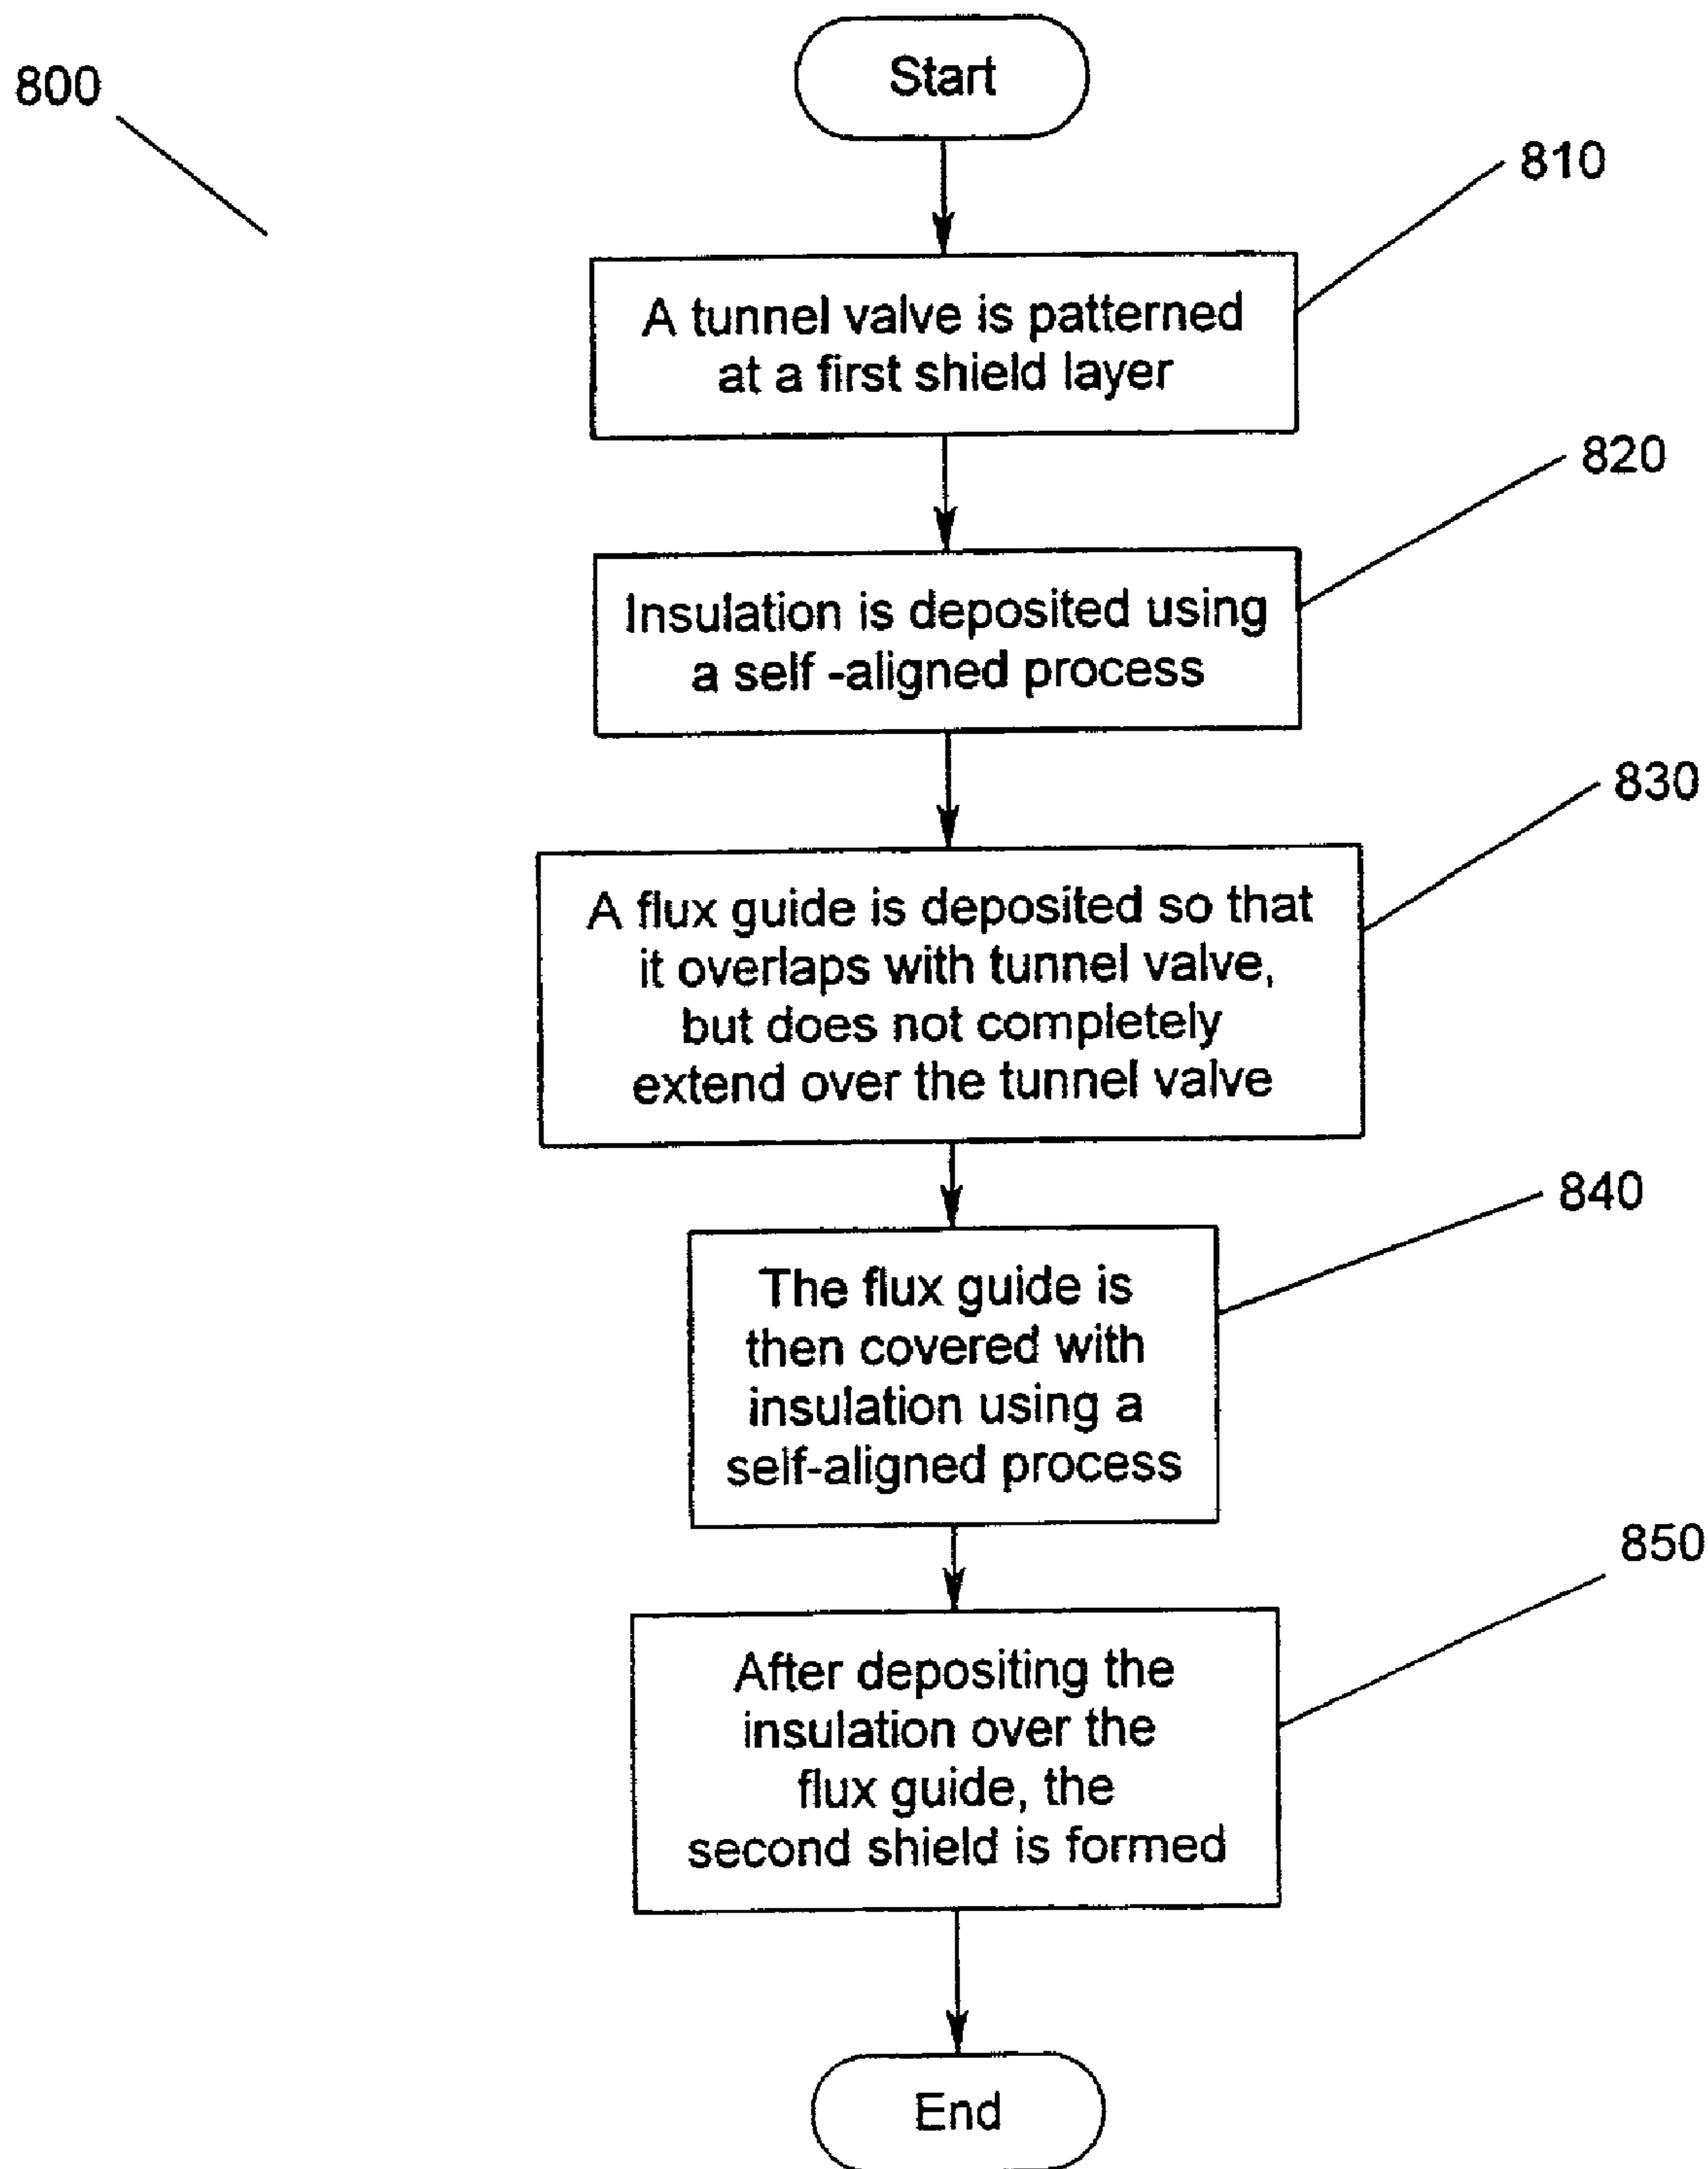 Start
800
810
A tunnel valve is patterned
at a first shield layer
820
Insulation is deposited using
a self -aligned process
830
A flux guide is deposited so that
it overlaps with tunnel valve,
but does not completely
extend over the tunnel valve
840
The flux guide is
then covered with
insulation using a
self-aligned process
850
After depositing the
insulation over the
flux guide, the
second shield is formed
End